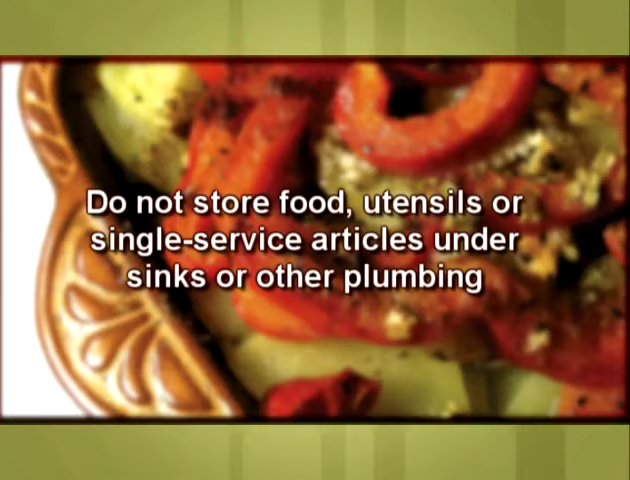 Do not store food, utensils or
single-service articles under
sinks or other plumbing